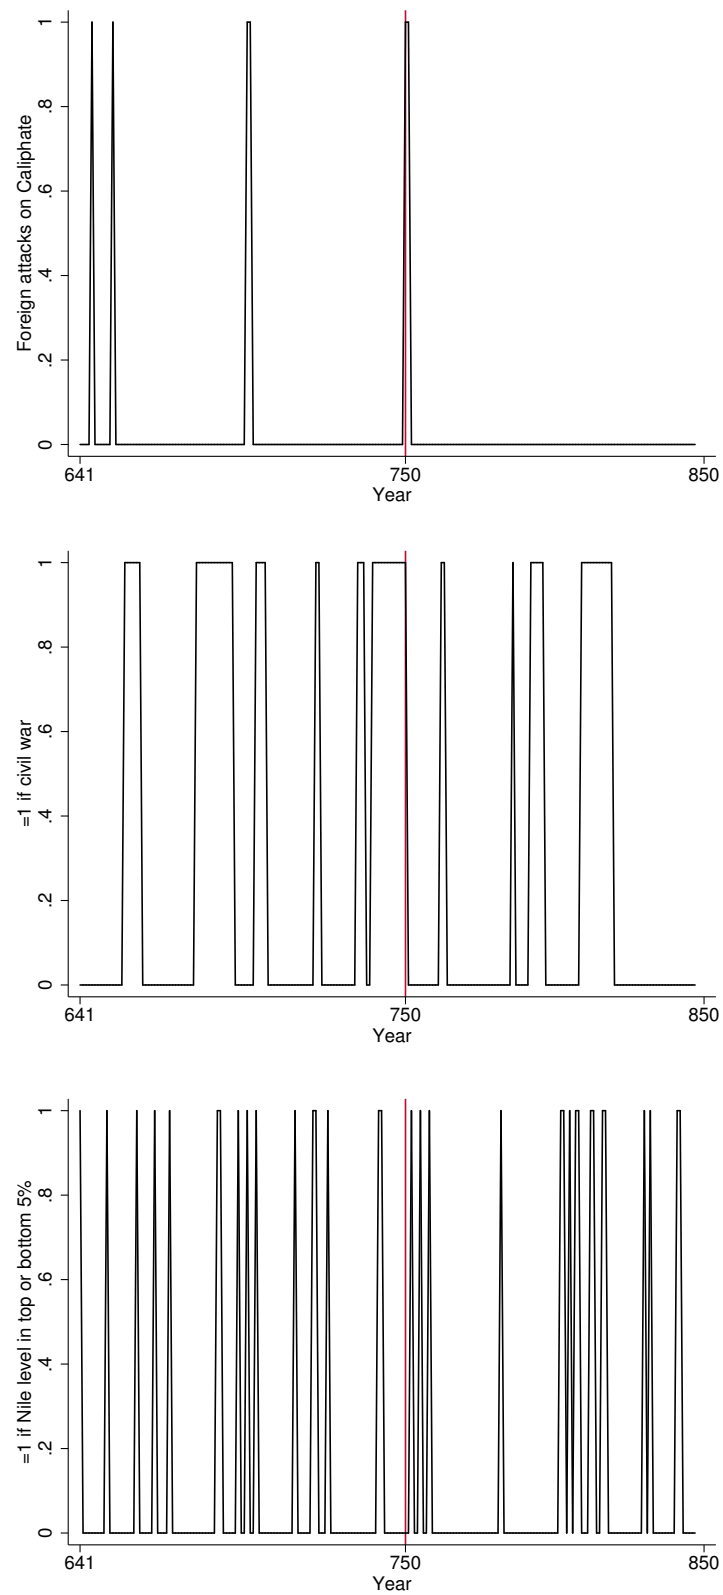 Foreign attacks on Caliphate
1
.8
.6
.4
.2
0
641 750 850
Year
=1 if civil war
1
.8
.6
.4
.2
0
641 750 850
Year
=1 if Nile level in top or bottom 5%
1
.8
.6
.4
.2
0
641 750 850
Year